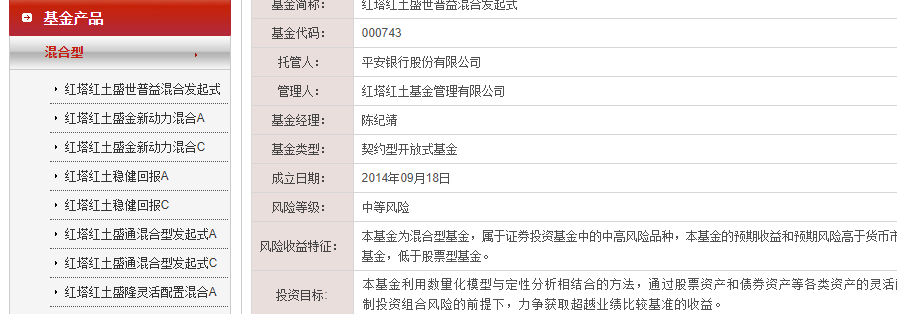 基金产品
混合型
红塔红土盛世普益混合发起式
红塔红土盛金新动力混合A
红塔红土盛金新动力混合C
红塔红土稳健回报A
红塔红土稳健回报C
红塔红土盛通混合型发起式A
红塔红土盛通混合型发起式C
红塔红土盛隆灵活配置混合A
基金简称： 红塔红土盛世普益混合发起式
基金代码： 000743
托管人： 平安银行股份有限公司
管理人： 红塔红土基金管理有限公司
基金经理： 陈纪靖
基金类型： 契约型开放式基金
成立日期： 2014年09月18日
风险等级： 中等风险
风险收益特征： 本基金为混合型基金，属于证券投资基金中的中高风险品种，本基金的预期收益和预期风险高于货币市
基金，低于股票型基金。
投资目标: 本基金利用数量化模型与定性分析相结合的方法，通过股票资产和债券资产等各类资产的灵活
制投资组合风险的前提下，力争获取超越业绩比较基准的收益。